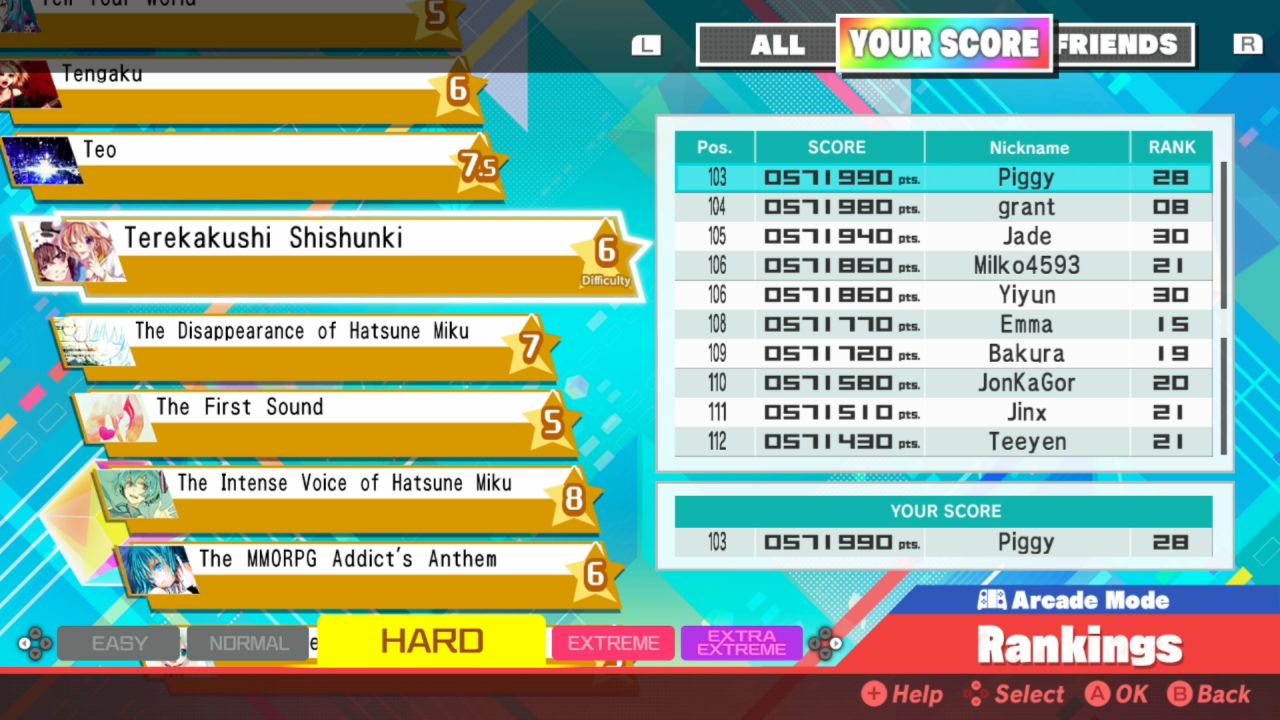 Tell Your World
5
L
ALL
YOUR SCORE
FRIENDS
R
Tengaku
6
Teo
7.5
Terekakushi Shishunki
6
Difficulty
The Disappearance of Hatsune Miku
7
The First Sound
5
The Intense Voice of Hatsune Miku
8
The MMORPG Addict's Anthem
6
Pos. SCORE Nickname RANK
103 0571990 pts. Piggy 28
104 0571980 pts. grant 08
105 0571940 pts. Jade 30
106 0571860 pts. Milko4593 21
106 0571860 pts. Yiyun 30
108 0571770 pts. Emma 15
109 0571720 pts. Bakura 19
110 0571580 pts. JonKaGor 20
111 0571510 pts. Jinx 21
112 0571430 pts. Teeyen 21
YOUR SCORE
103 0571990 pts. Piggy 28
EASY NORMAL HARD EXTREME EXTRA EXTREME
Arcade Mode
Rankings
+ Help Select A OK B Back